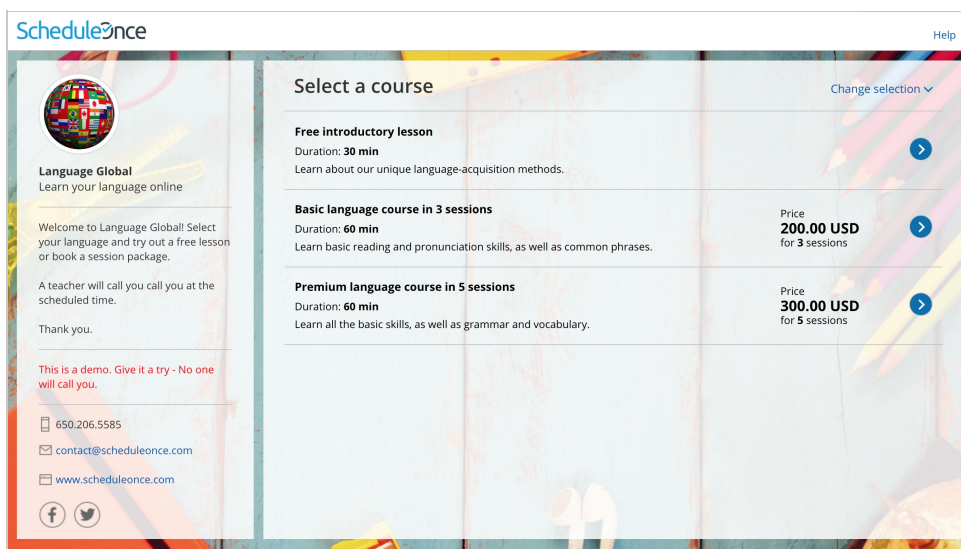 ScheduleOnce
Help
Language Global
Learn your language online
Welcome to Language Global! Select
your language and try out a free lesson
or book a session package.
A teacher will call you call you at the
scheduled time.
Thank you.
This is a demo. Give it a try - No one
will call you.
650.206.5585
contact@scheduleonce.com
www.scheduleonce.com
Select a course
Change selection
Free introductory lesson
Duration: 30 min
Learn about our unique language-acquisition methods.
Basic language course in 3 sessions
Duration: 60 min
Learn basic reading and pronunciation skills, as well as common phrases.
Price
200.00 USD
for 3 sessions
Premium language course in 5 sessions
Duration: 60 min
Learn all the basic skills, as well as grammar and vocabulary.
Price
300.00 USD
for 5 sessions